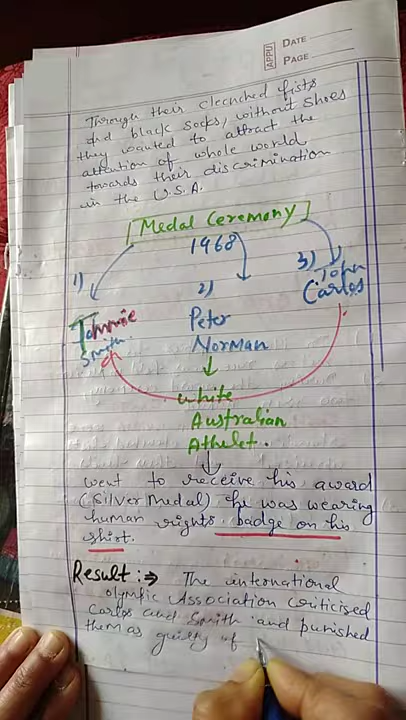 APPU
DATE
PAGE
Through their cleanched fists
and black socks, without shoes
they wanted to attract the
attention of whole world
towards their discrimination
in the U.S.A.
[Medal Ceremony]
1968
1)
2)
3) John
Carlos
Tommie
Smith
Peter
Norman
white
Australian
Athelet.
went to receive his award
(Silver Medal) he was wearing
human rights badge on his
shirt.
Result:⇒ The international
olympic Association criticised
Carlos and Smith and punished
them as guilty of